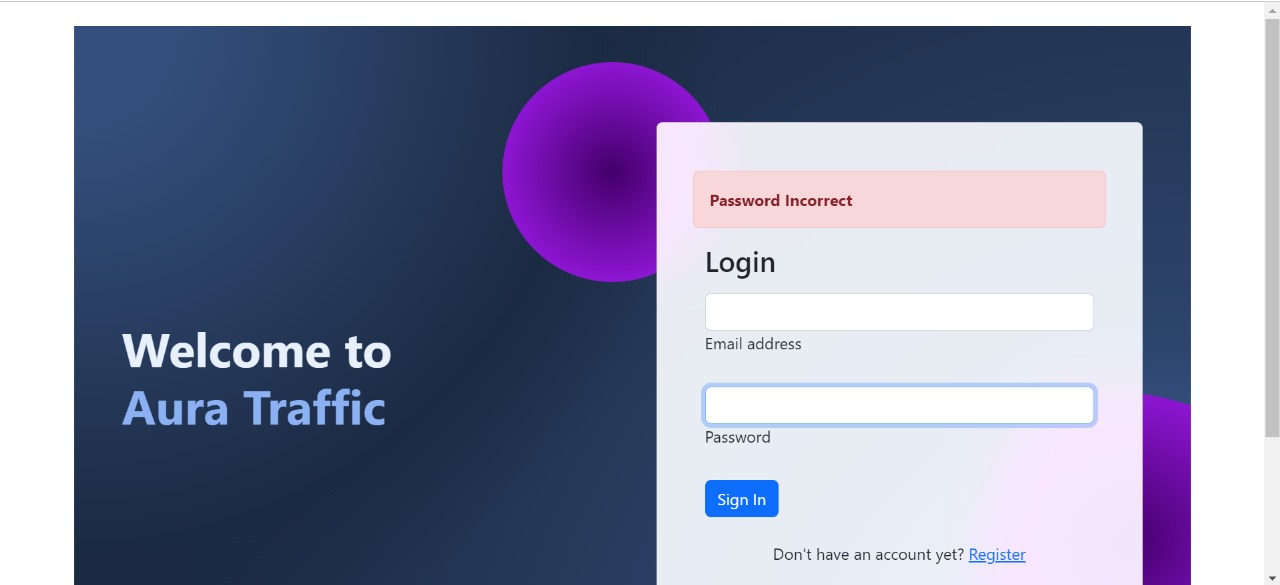 Password Incorrect
Login
Email address
Welcome to
Aura Traffic
Password
Sign In
Don't have an account yet? Register